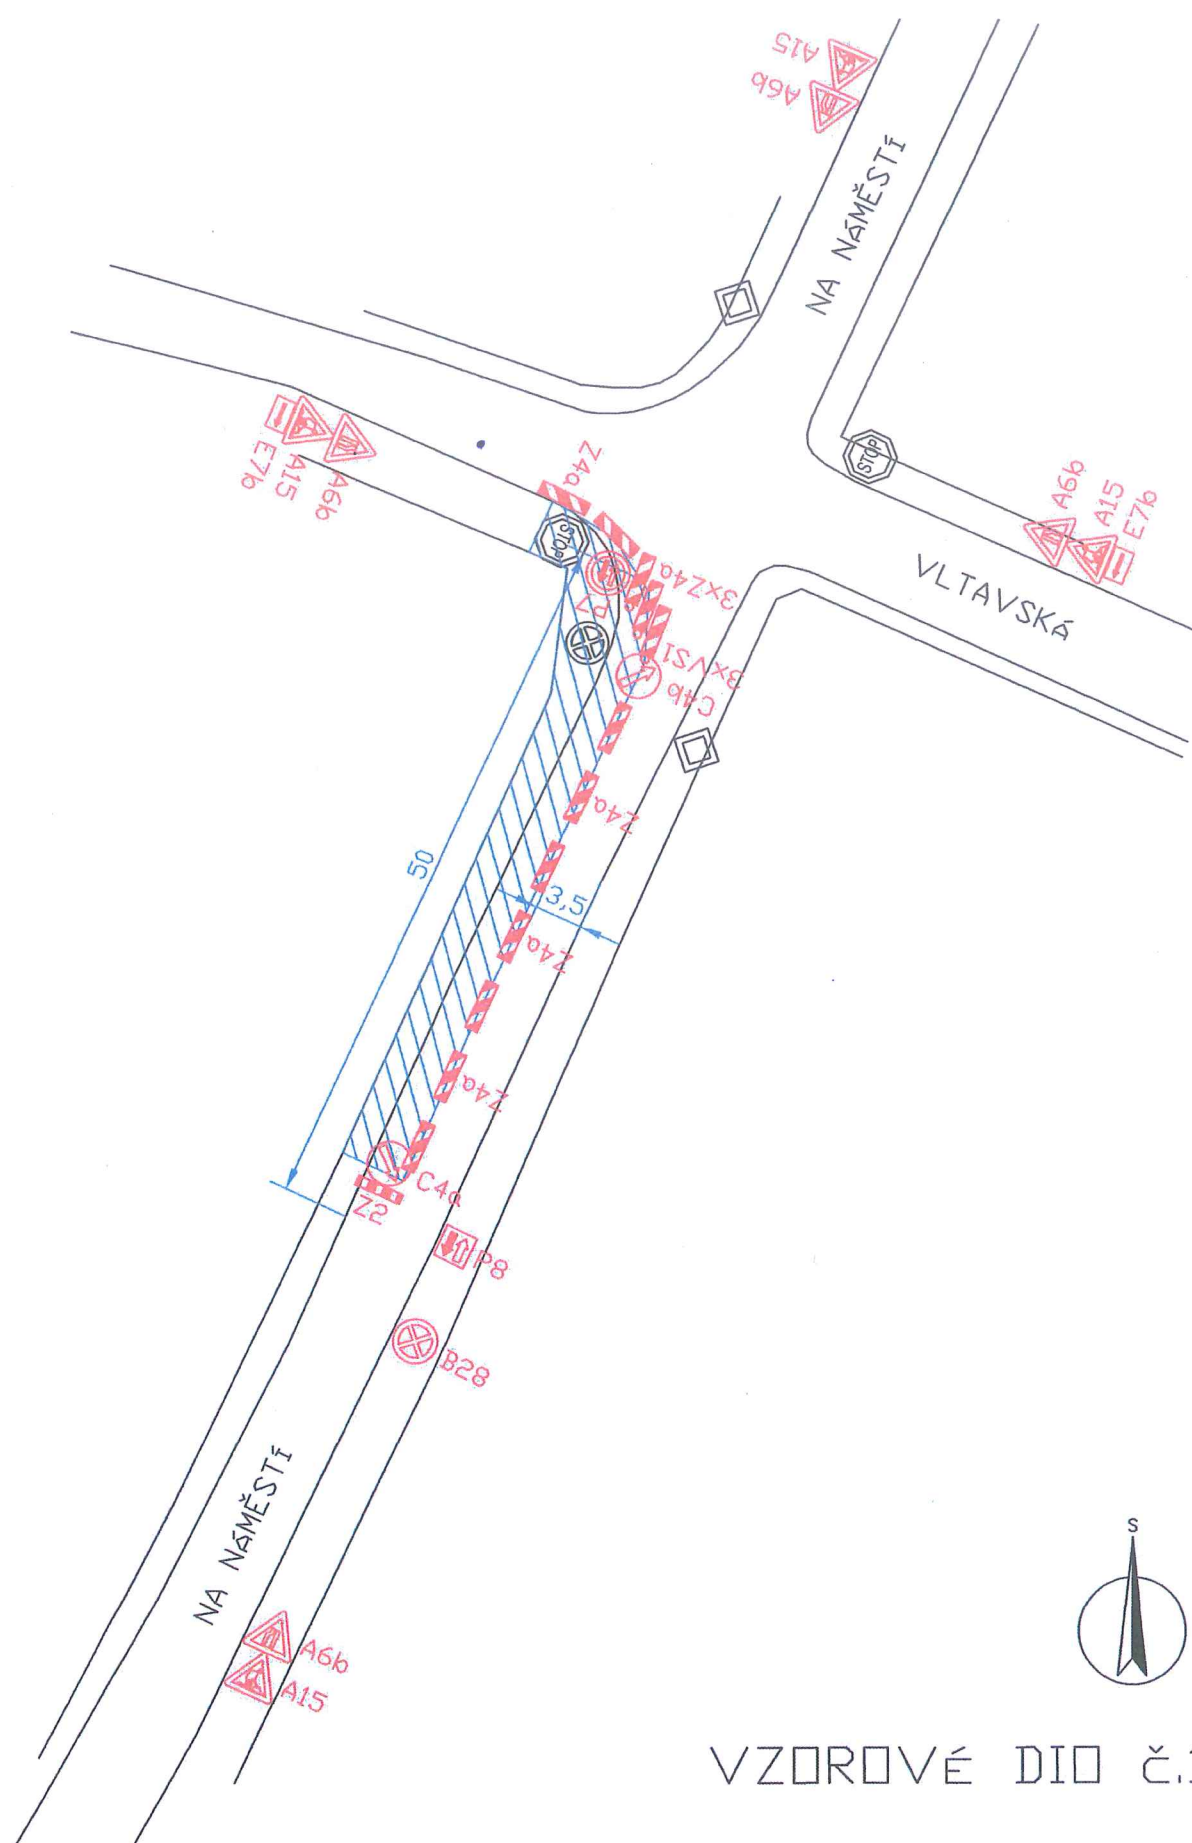 A15
A6b
NA NÁMĚSTÍ
STOP
A6b
A15
E7b
VLTAVSKÁ
E7b
A15
A6b
Z4a
STOP
3xZ4a
P7
3xVS1
C4b
Z4a
50
3,5
Z4a
Z4a
C4a
Z2
P8
B28
NA NÁMĚSTÍ
A6b
A15
S
VZOROVÉ DIO č.